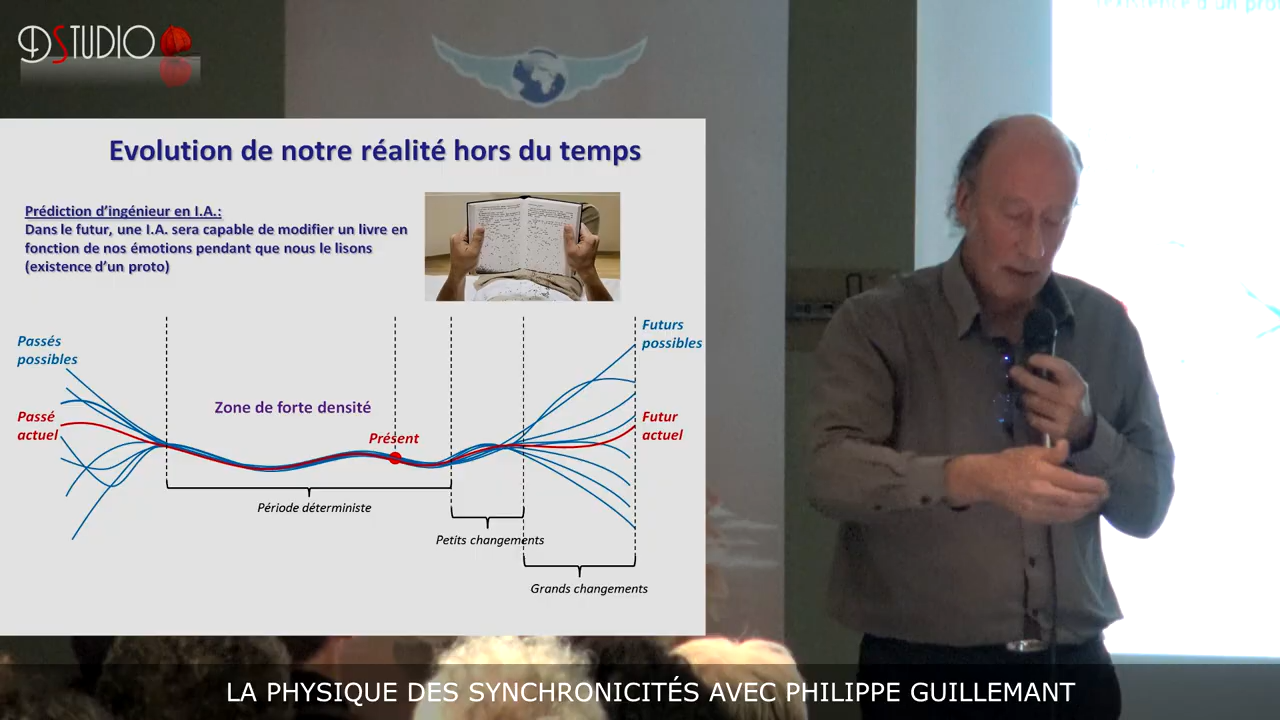 DSTUDIO
Evolution de notre réalité hors du temps
Prédiction d'ingénieur en I.A.:
Dans le futur, une I.A. sera capable de modifier un livre en
fonction de nos émotions pendant que nous le lisons
(existence d'un proto)
Passés
possibles
Futurs
possibles
Zone de forte densité
Passé
actuel
Présent
Futur
actuel
Période déterministe
Petits changements
Grands changements
LA PHYSIQUE DES SYNCHRONICITÉS AVEC PHILIPPE GUILLEMANT